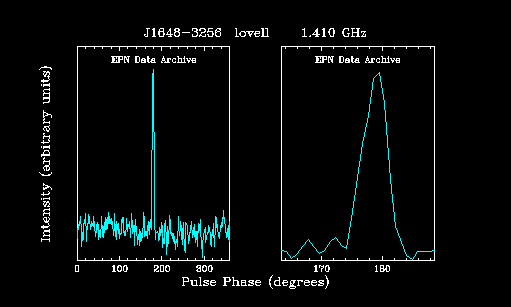 J1648-3256 lovell 1.410 GHz
EPN Data Archive EPN Data Archive
Intensity (arbitrary units)
0 100 200 300 170 180
Pulse Phase (degrees)